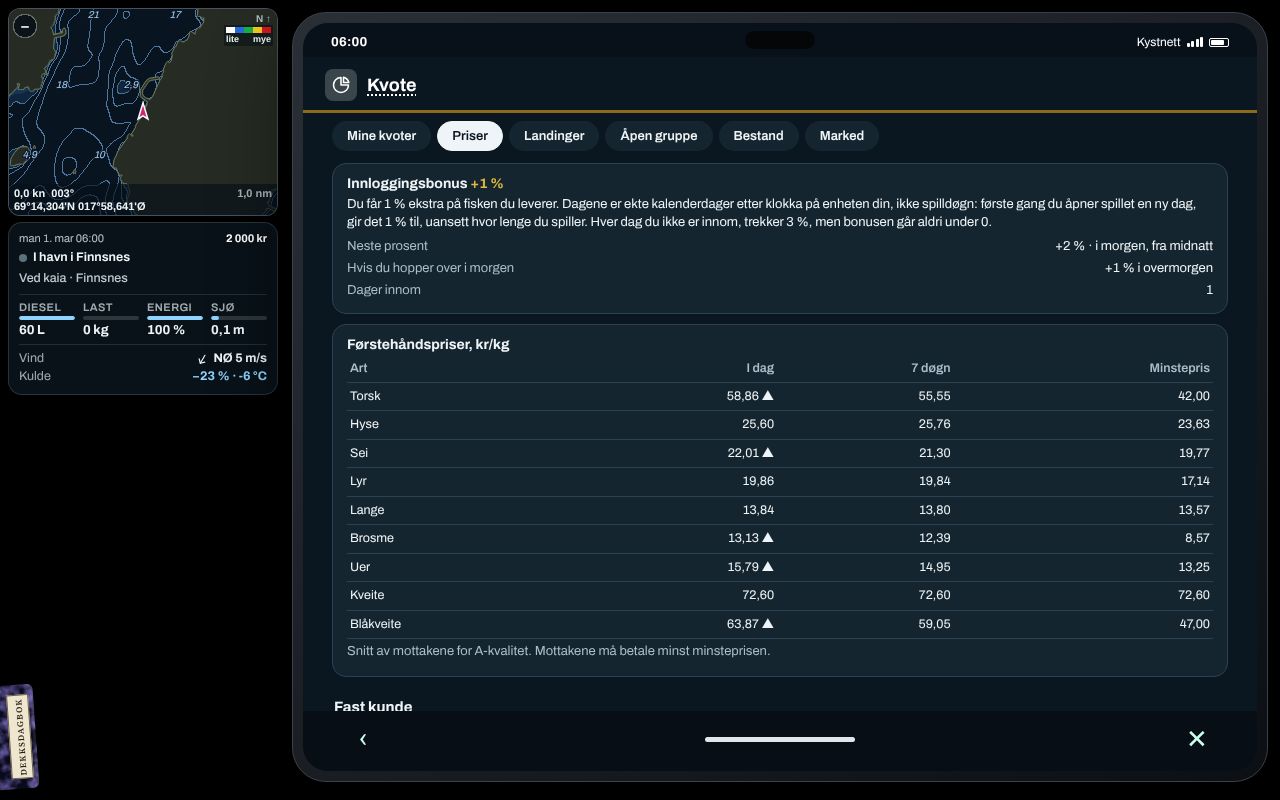 21
17
N ↑
lite mye
18
2,9
4,9
10
0,0 kn 003°
1,0 nm
69°14,304'N 017°58,641'Ø
man 1. mar 06:00
2 000 kr
I havn i Finnsnes
Ved kaia · Finnsnes
DIESEL LAST ENERGI SJØ
60 L 0 kg 100 % 0,1 m
Vind ↙ NØ 5 m/s
Kulde −23 % · -6 °C
DEKKSDAGBOK
06:00
Kystnett
Kvote
Mine kvoter Priser Landinger Åpen gruppe Bestand Marked
Innloggingsbonus +1 %
Du får 1 % ekstra på fisken du leverer. Dagene er ekte kalenderdager etter klokka på enheten din, ikke spilldøgn: første gang du åpner spillet en ny dag,
gir det 1 % til, uansett hvor lenge du spiller. Hver dag du ikke er innom, trekker 3 %, men bonusen går aldri under 0.
Neste prosent +2 % · i morgen, fra midnatt
Hvis du hopper over i morgen +1 % i overmorgen
Dager innom 1
Førstehåndspriser, kr/kg
Art I dag 7 døgn Minstepris
Torsk 58,86 ▲ 55,55 42,00
Hyse 25,60 25,76 23,63
Sei 22,01 ▲ 21,30 19,77
Lyr 19,86 19,84 17,14
Lange 13,84 13,80 13,57
Brosme 13,13 ▲ 12,39 8,57
Uer 15,79 ▲ 14,95 13,25
Kveite 72,60 72,60 72,60
Blåkveite 63,87 ▲ 59,05 47,00
Snitt av mottakene for A-kvalitet. Mottakene må betale minst minsteprisen.
Fast kunde